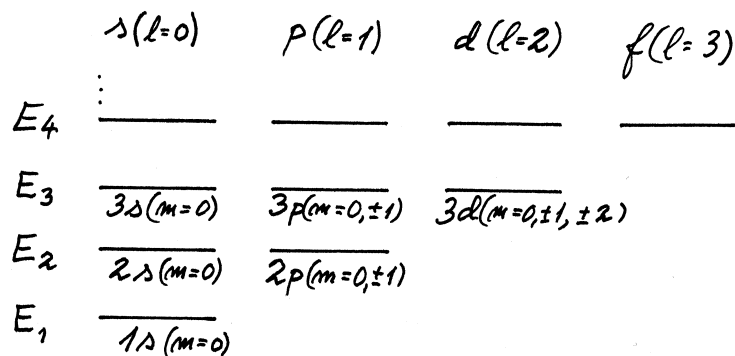 s(l=0) p(l=1) d(l=2) f(l=3)
E4
E3
3s(m=0) 3p(m=0,±1) 3d(m=0,±1,±2)
E2
2s(m=0) 2p(m=0,±1)
E1
1s(m=0)